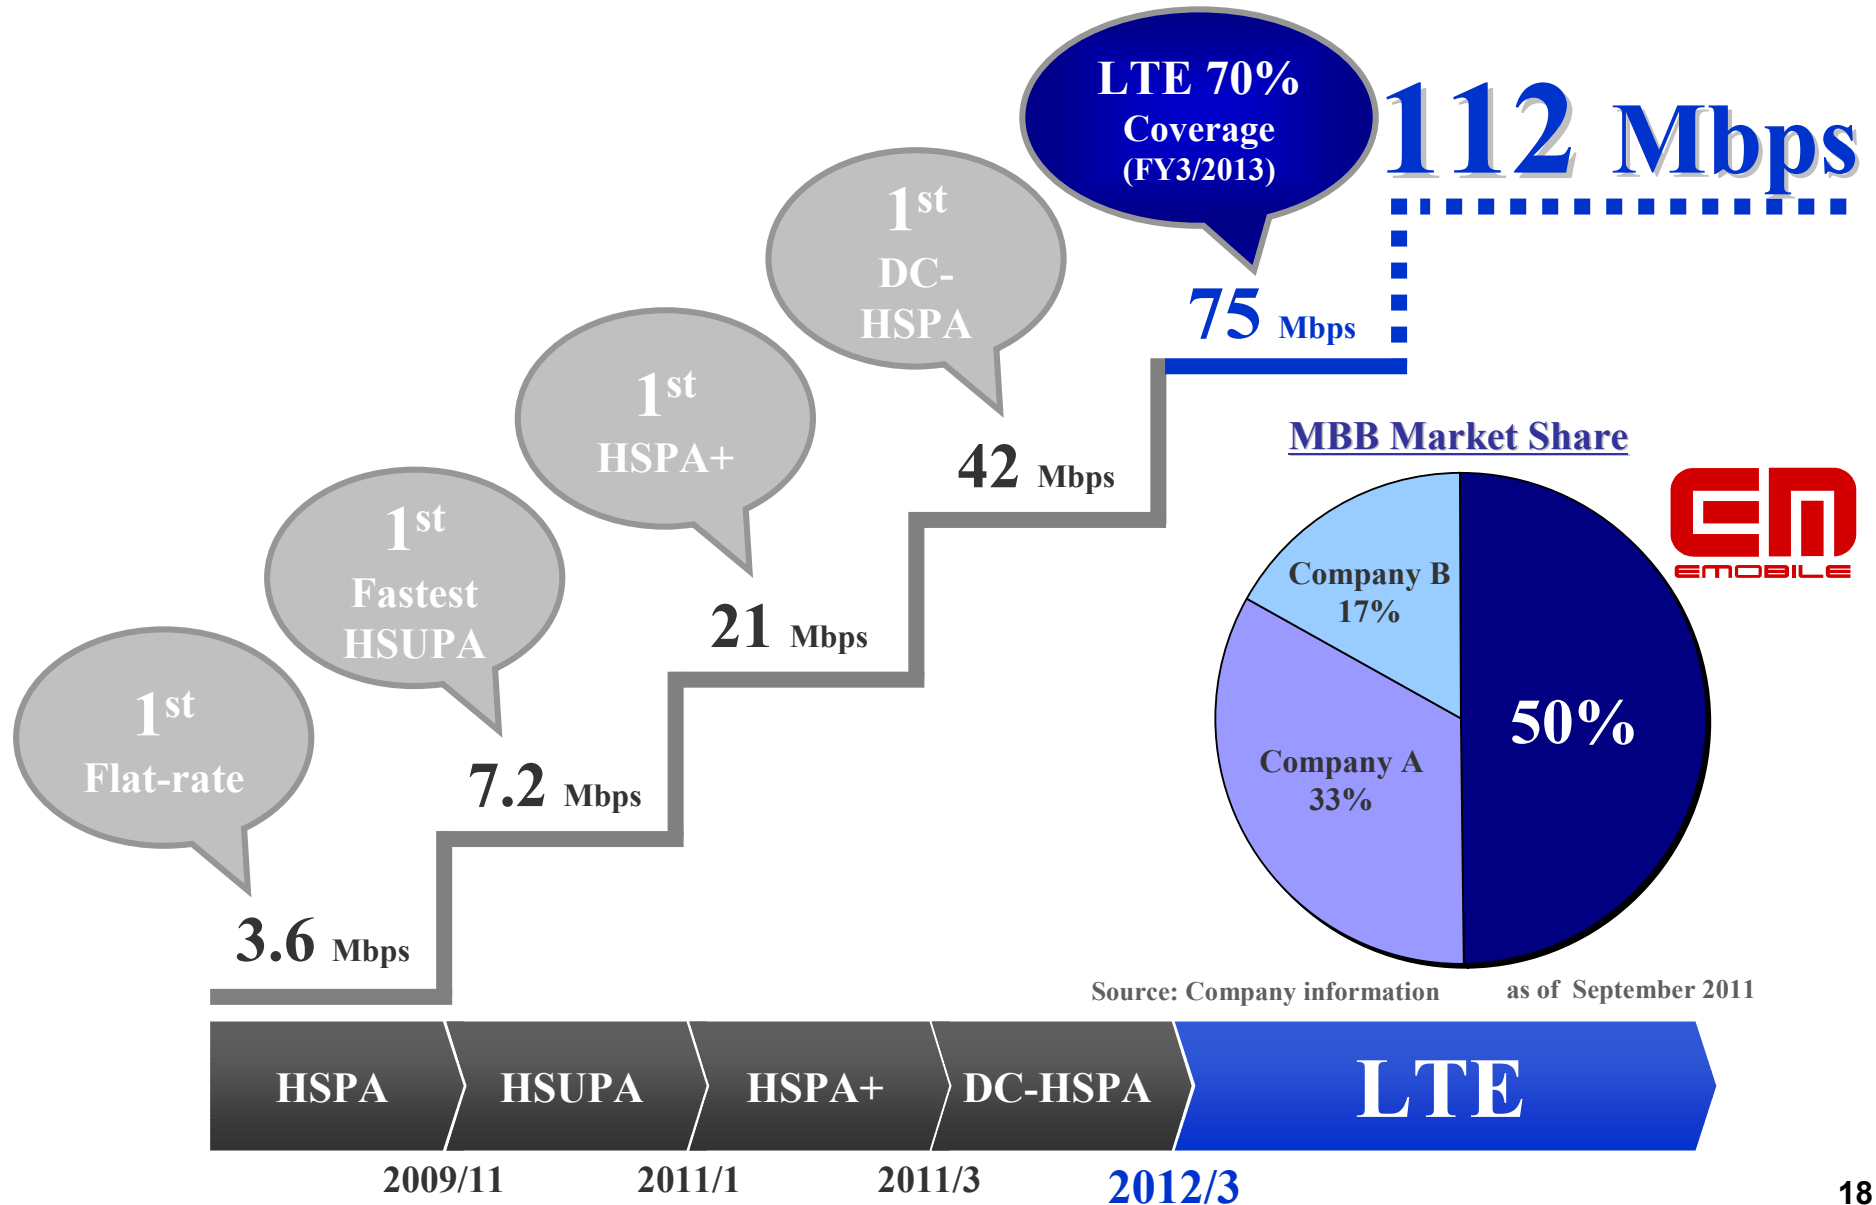 LTE 70%
Coverage
(FY3/2013)
112 Mbps
1st
DC-
HSPA
75 Mbps
1st
HSPA+
42 Mbps
1st
Fastest
HSUPA
21 Mbps
1st
Flat-rate
7.2 Mbps
3.6 Mbps
MBB Market Share
EM
EMOBILE
Company B
17%
50%
Company A
33%
Source: Company information as of September 2011
HSPA HSUPA HSPA+ DC-HSPA LTE
2009/11 2011/1 2011/3 2012/3
18